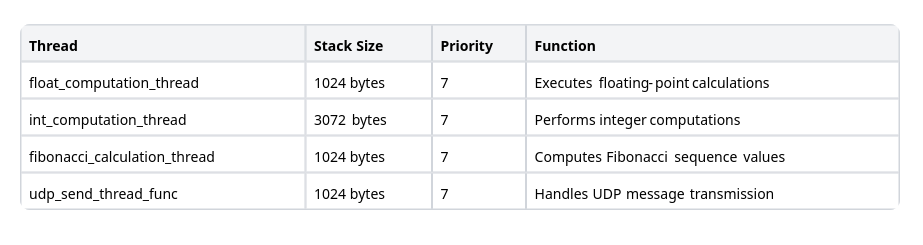 Thread Stack Size Priority Function
float_computation_thread 1024 bytes 7 Executes floating-point calculations
int_computation_thread 3072 bytes 7 Performs integer computations
fibonacci_calculation_thread 1024 bytes 7 Computes Fibonacci sequence values
udp_send_thread_func 1024 bytes 7 Handles UDP message transmission